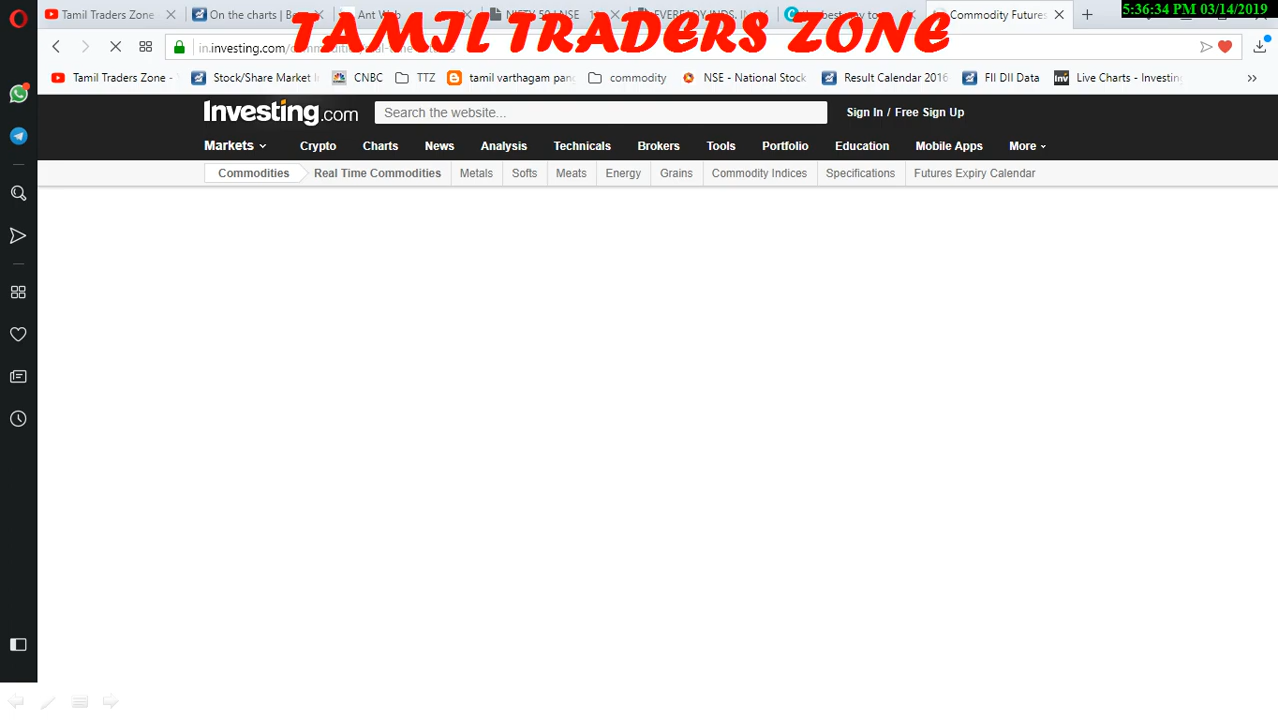 Tamil Traders Zone
On the charts | B
Ant Web
NIFTY 50 | NSE
EVEREADY INDS. I
Commodity Futures
5:36:34 PM 03/14/2019
TAMIL TRADERS ZONE
in.investing.com/
Tamil Traders Zone -
Stock/Share Market I
CNBC
TTZ
tamil varthagam pan
commodity
NSE - National Stock
Result Calendar 2016
FII DII Data
Inv
Live Charts - Investing
Investing.com
Search the website...
Sign In / Free Sign Up
Markets
Crypto
Charts
News
Analysis
Technicals
Brokers
Tools
Portfolio
Education
Mobile Apps
More
Commodities
Real Time Commodities
Metals
Softs
Meats
Energy
Grains
Commodity Indices
Specifications
Futures Expiry Calendar